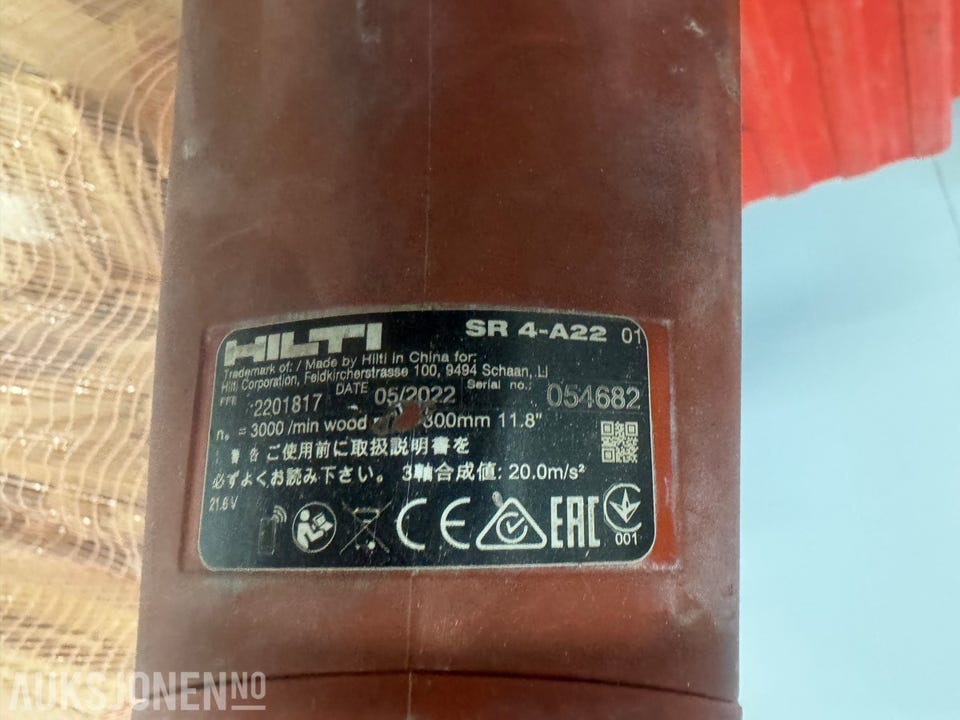 HILTI SR 4-A22 01
Trademark of: / Made by Hilti in China for:
Hilti Corporation, Feldkircherstrasse 100, 9494 Schaan, LI
2201817 DATE 05/2022 Serial no.: 054682
n₀ = 3000 /min wood 300mm 11.8"
警告 ご使用前に取扱説明書を
必ずよくお読み下さい。 3軸合成値: 20.0m/s²
21.6 V
CE EAC 001
AUKSJONEN NO